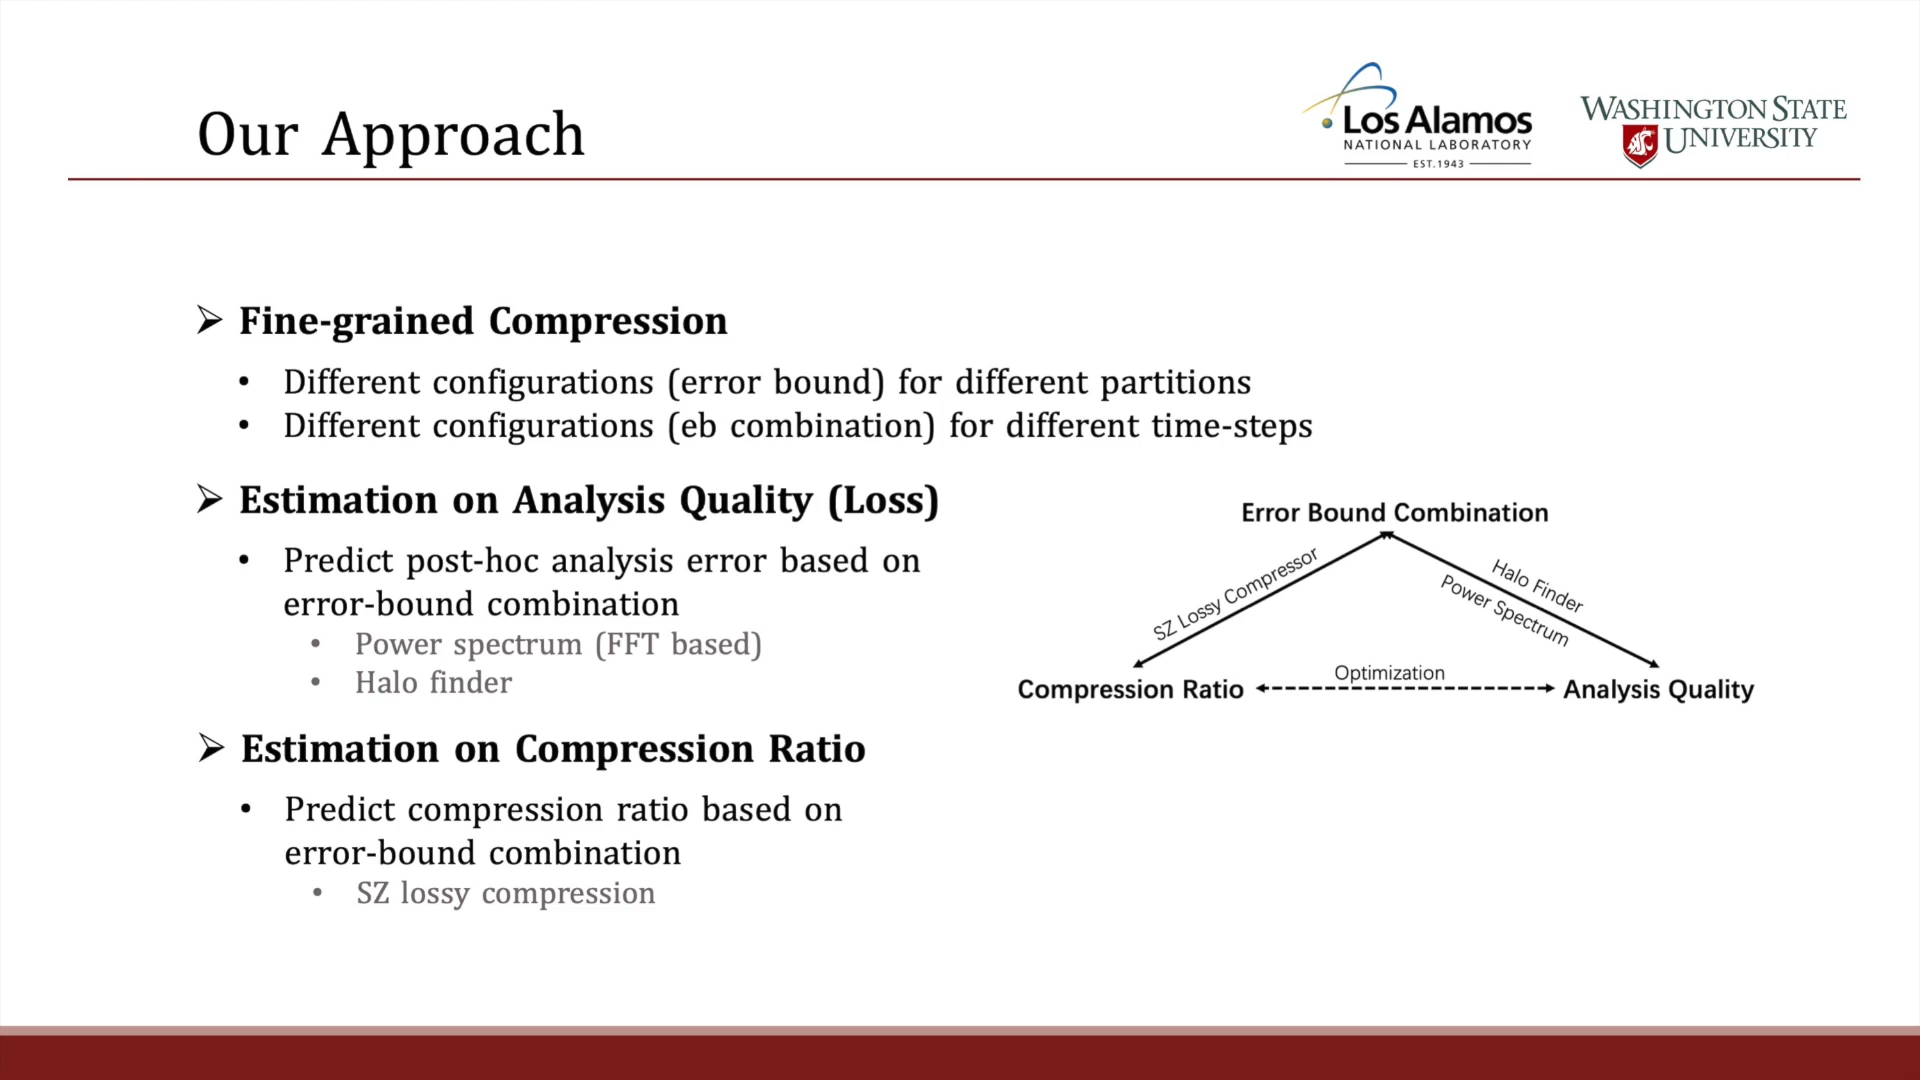 Our Approach
Los Alamos
NATIONAL LABORATORY
EST.1943
WASHINGTON STATE
UNIVERSITY
➢ Fine-grained Compression
• Different configurations (error bound) for different partitions
• Different configurations (eb combination) for different time-steps
➢ Estimation on Analysis Quality (Loss)
• Predict post-hoc analysis error based on
error-bound combination
• Power spectrum (FFT based)
• Halo finder
➢ Estimation on Compression Ratio
• Predict compression ratio based on
error-bound combination
• SZ lossy compression
Error Bound Combination
SZ Lossy Compressor
Halo Finder
Power Spectrum
Optimization
Compression Ratio
Analysis Quality